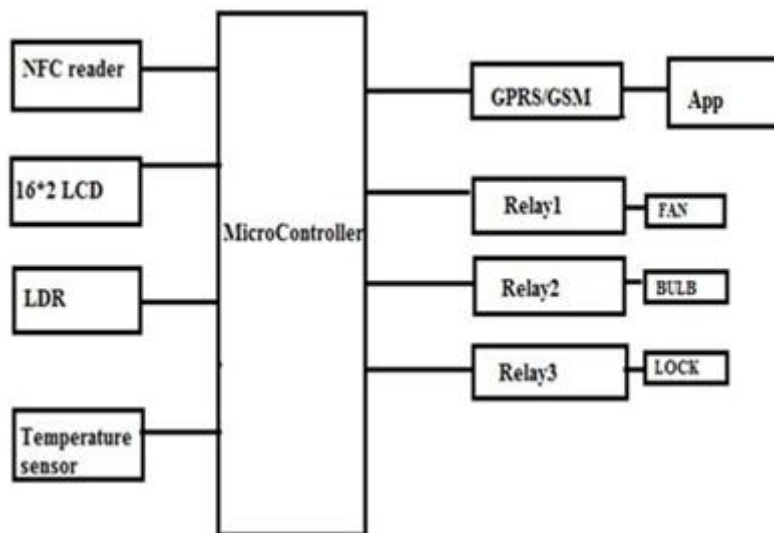 NFC reader
16*2 LCD
LDR
Temperature
sensor
MicroController
GPRS/GSM
App
Relay1
FAN
Relay2
BULB
Relay3
LOCK